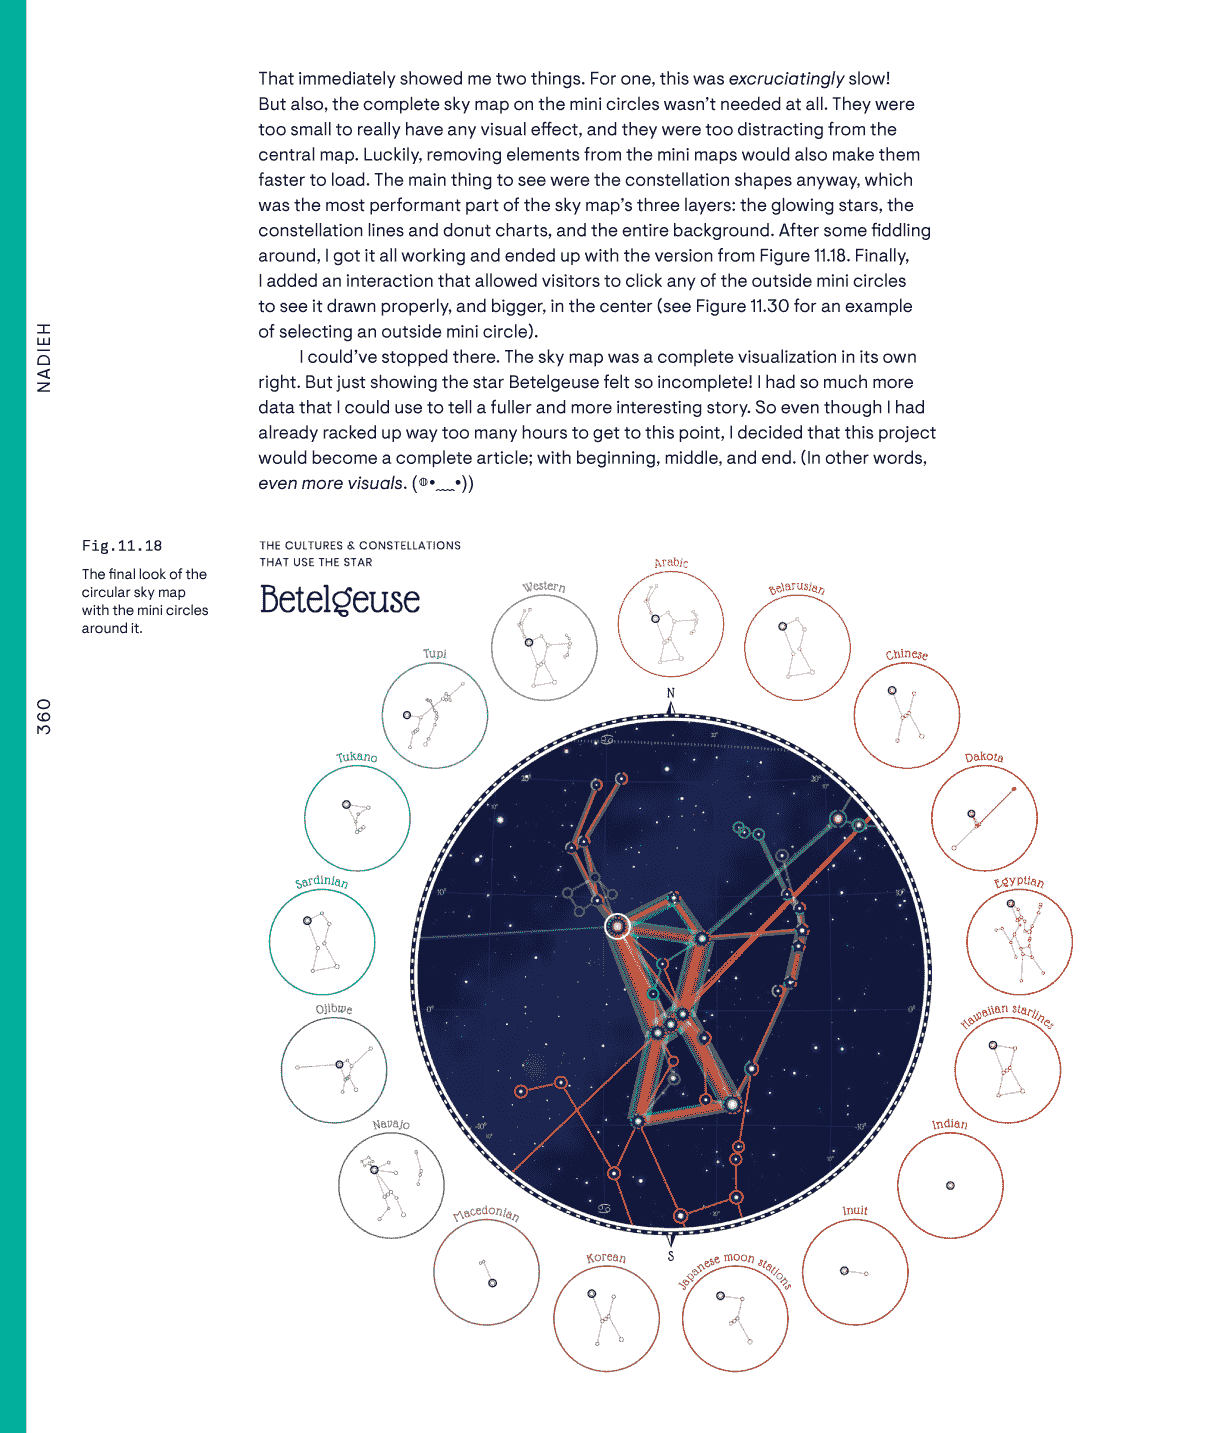 That immediately showed me two things. For one, this was excruciatingly slow!
But also, the complete sky map on the mini circles wasn’t needed at all. They were
too small to really have any visual effect, and they were too distracting from the
central map. Luckily, removing elements from the mini maps would also make them
faster to load. The main thing to see were the constellation shapes anyway, which
was the most performant part of the sky map’s three layers: the glowing stars, the
constellation lines and donut charts, and the entire background. After some fiddling
around, I got it all working and ended up with the version from Figure 11.18. Finally,
I added an interaction that allowed visitors to click any of the outside mini circles
to see it drawn properly, and bigger, in the center (see Figure 11.30 for an example
of selecting an outside mini circle).
I could’ve stopped there. The sky map was a complete visualization in its own
right. But just showing the star Betelgeuse felt so incomplete! I had so much more
data that I could use to tell a fuller and more interesting story. So even though I had
already racked up way too many hours to get to this point, I decided that this project
would become a complete article; with beginning, middle, and end. (In other words,
even more visuals. (◍•﹏•))
NADIEH
360
Fig.11.18
The final look of the
circular sky map
with the mini circles
around it.
THE CULTURES & CONSTELLATIONS
THAT USE THE STAR
Betelgeuse
Arabic
Belarusian
Chinese
Dakota
Egyptian
Hawaiian starlines
Indian
Inuit
Japanese moon stations
Korean
Macedonian
Navajo
Ojibwe
Sardinian
Tukano
Tupi
Western
N
20°
10°
10°
0°
0°
-10°
-10°
S